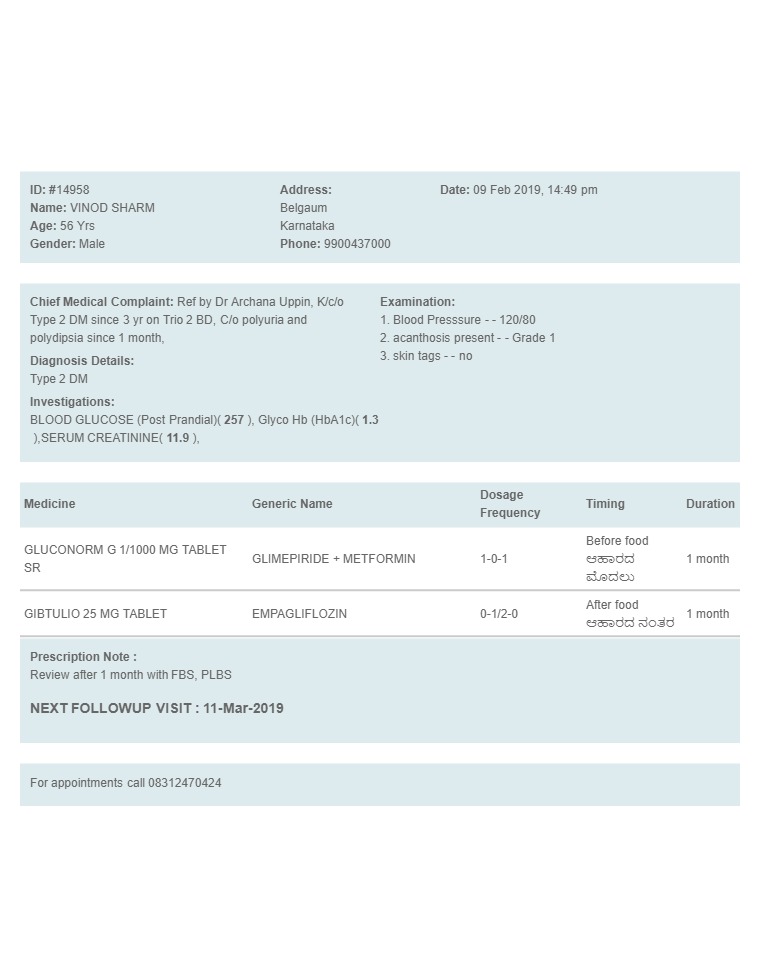 ID: #14958
Name: VINOD SHARM
Age: 56 Yrs
Gender: Male
Address:
Belgaum
Karnataka
Phone: 9900437000
Date: 09 Feb 2019, 14:49 pm
Chief Medical Complaint: Ref by Dr Archana Uppin, K/c/o
Type 2 DM since 3 yr on Trio 2 BD, C/o polyuria and
polydipsia since 1 month,
Diagnosis Details:
Type 2 DM
Investigations:
BLOOD GLUCOSE (Post Prandial)( 257 ), Glyco Hb (HbA1c)( 1.3
),SERUM CREATININE( 11.9 ),
Examination:
1. Blood Presssure - - 120/80
2. acanthosis present - - Grade 1
3. skin tags - - no
Medicine Generic Name Dosage Frequency Timing Duration
GLUCONORM G 1/1000 MG TABLET
SR
GLIMEPIRIDE + METFORMIN
1-0-1
Before food
ಆಹಾರದ
ಮೊದಲು
1 month
GIBTULIO 25 MG TABLET
EMPAGLIFLOZIN
0-1/2-0
After food
ಆಹಾರದ ನಂತರ
1 month
Prescription Note :
Review after 1 month with FBS, PLBS
NEXT FOLLOWUP VISIT : 11-Mar-2019
For appointments call 08312470424